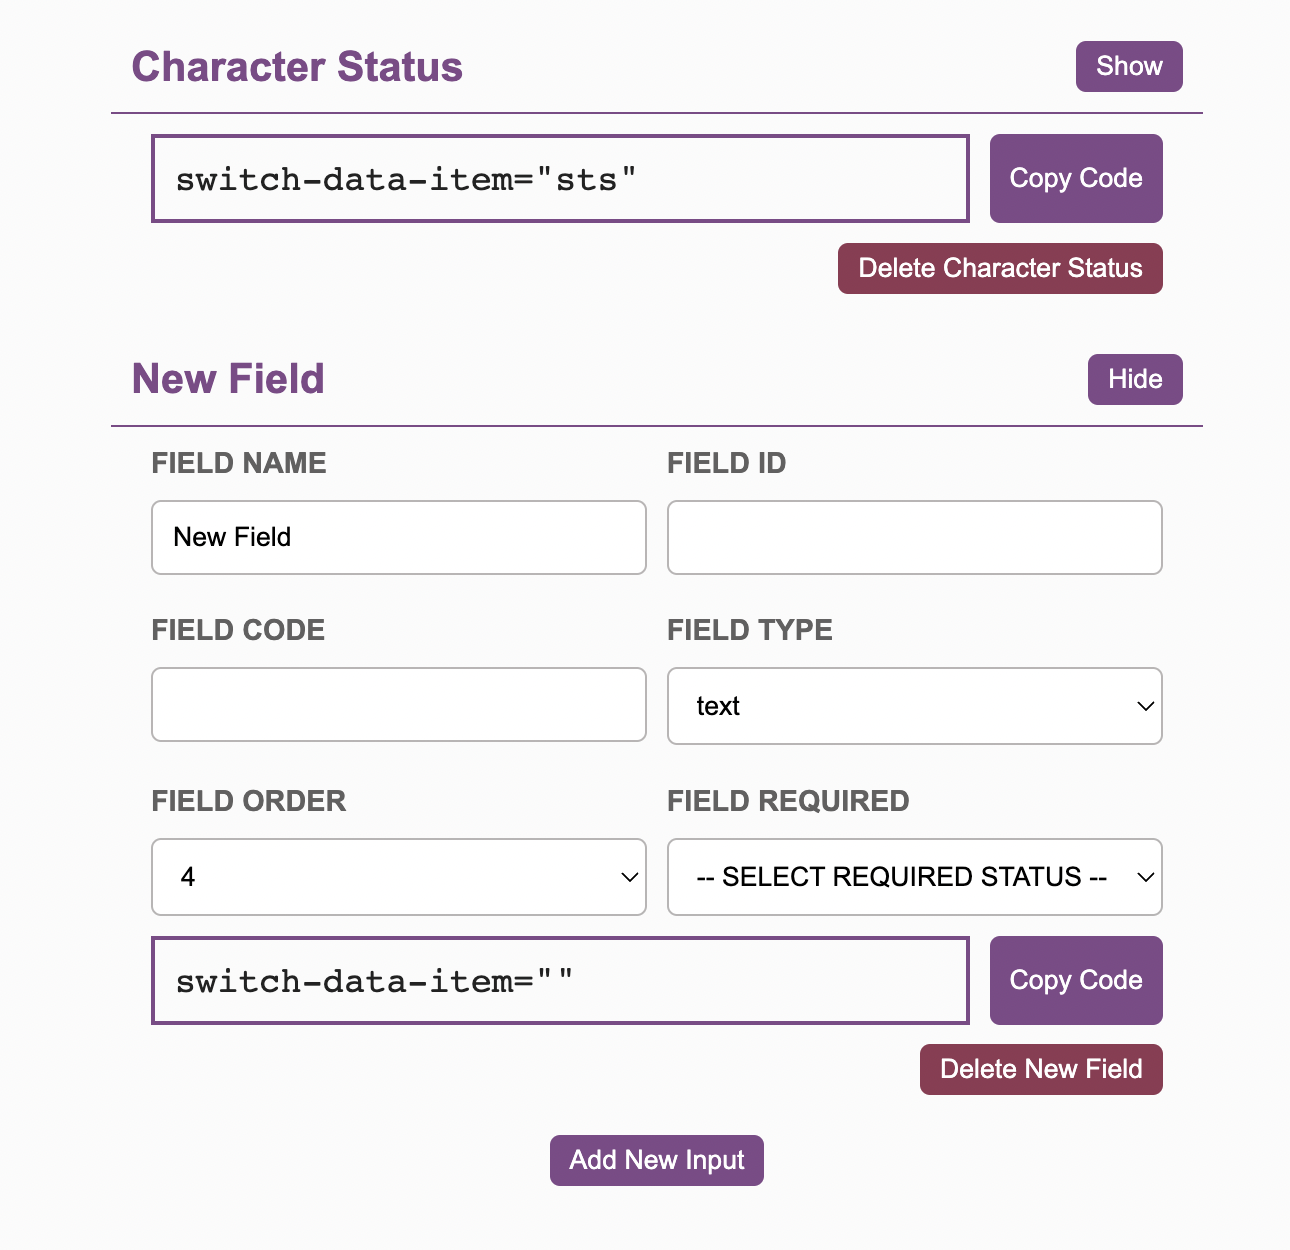 Character Status
Show
switch-data-item="sts"
Copy Code
Delete Character Status
New Field
Hide
FIELD NAME
FIELD ID
New Field
FIELD CODE
FIELD TYPE
text
FIELD ORDER
FIELD REQUIRED
4
-- SELECT REQUIRED STATUS --
switch-data-item=""
Copy Code
Delete New Field
Add New Input